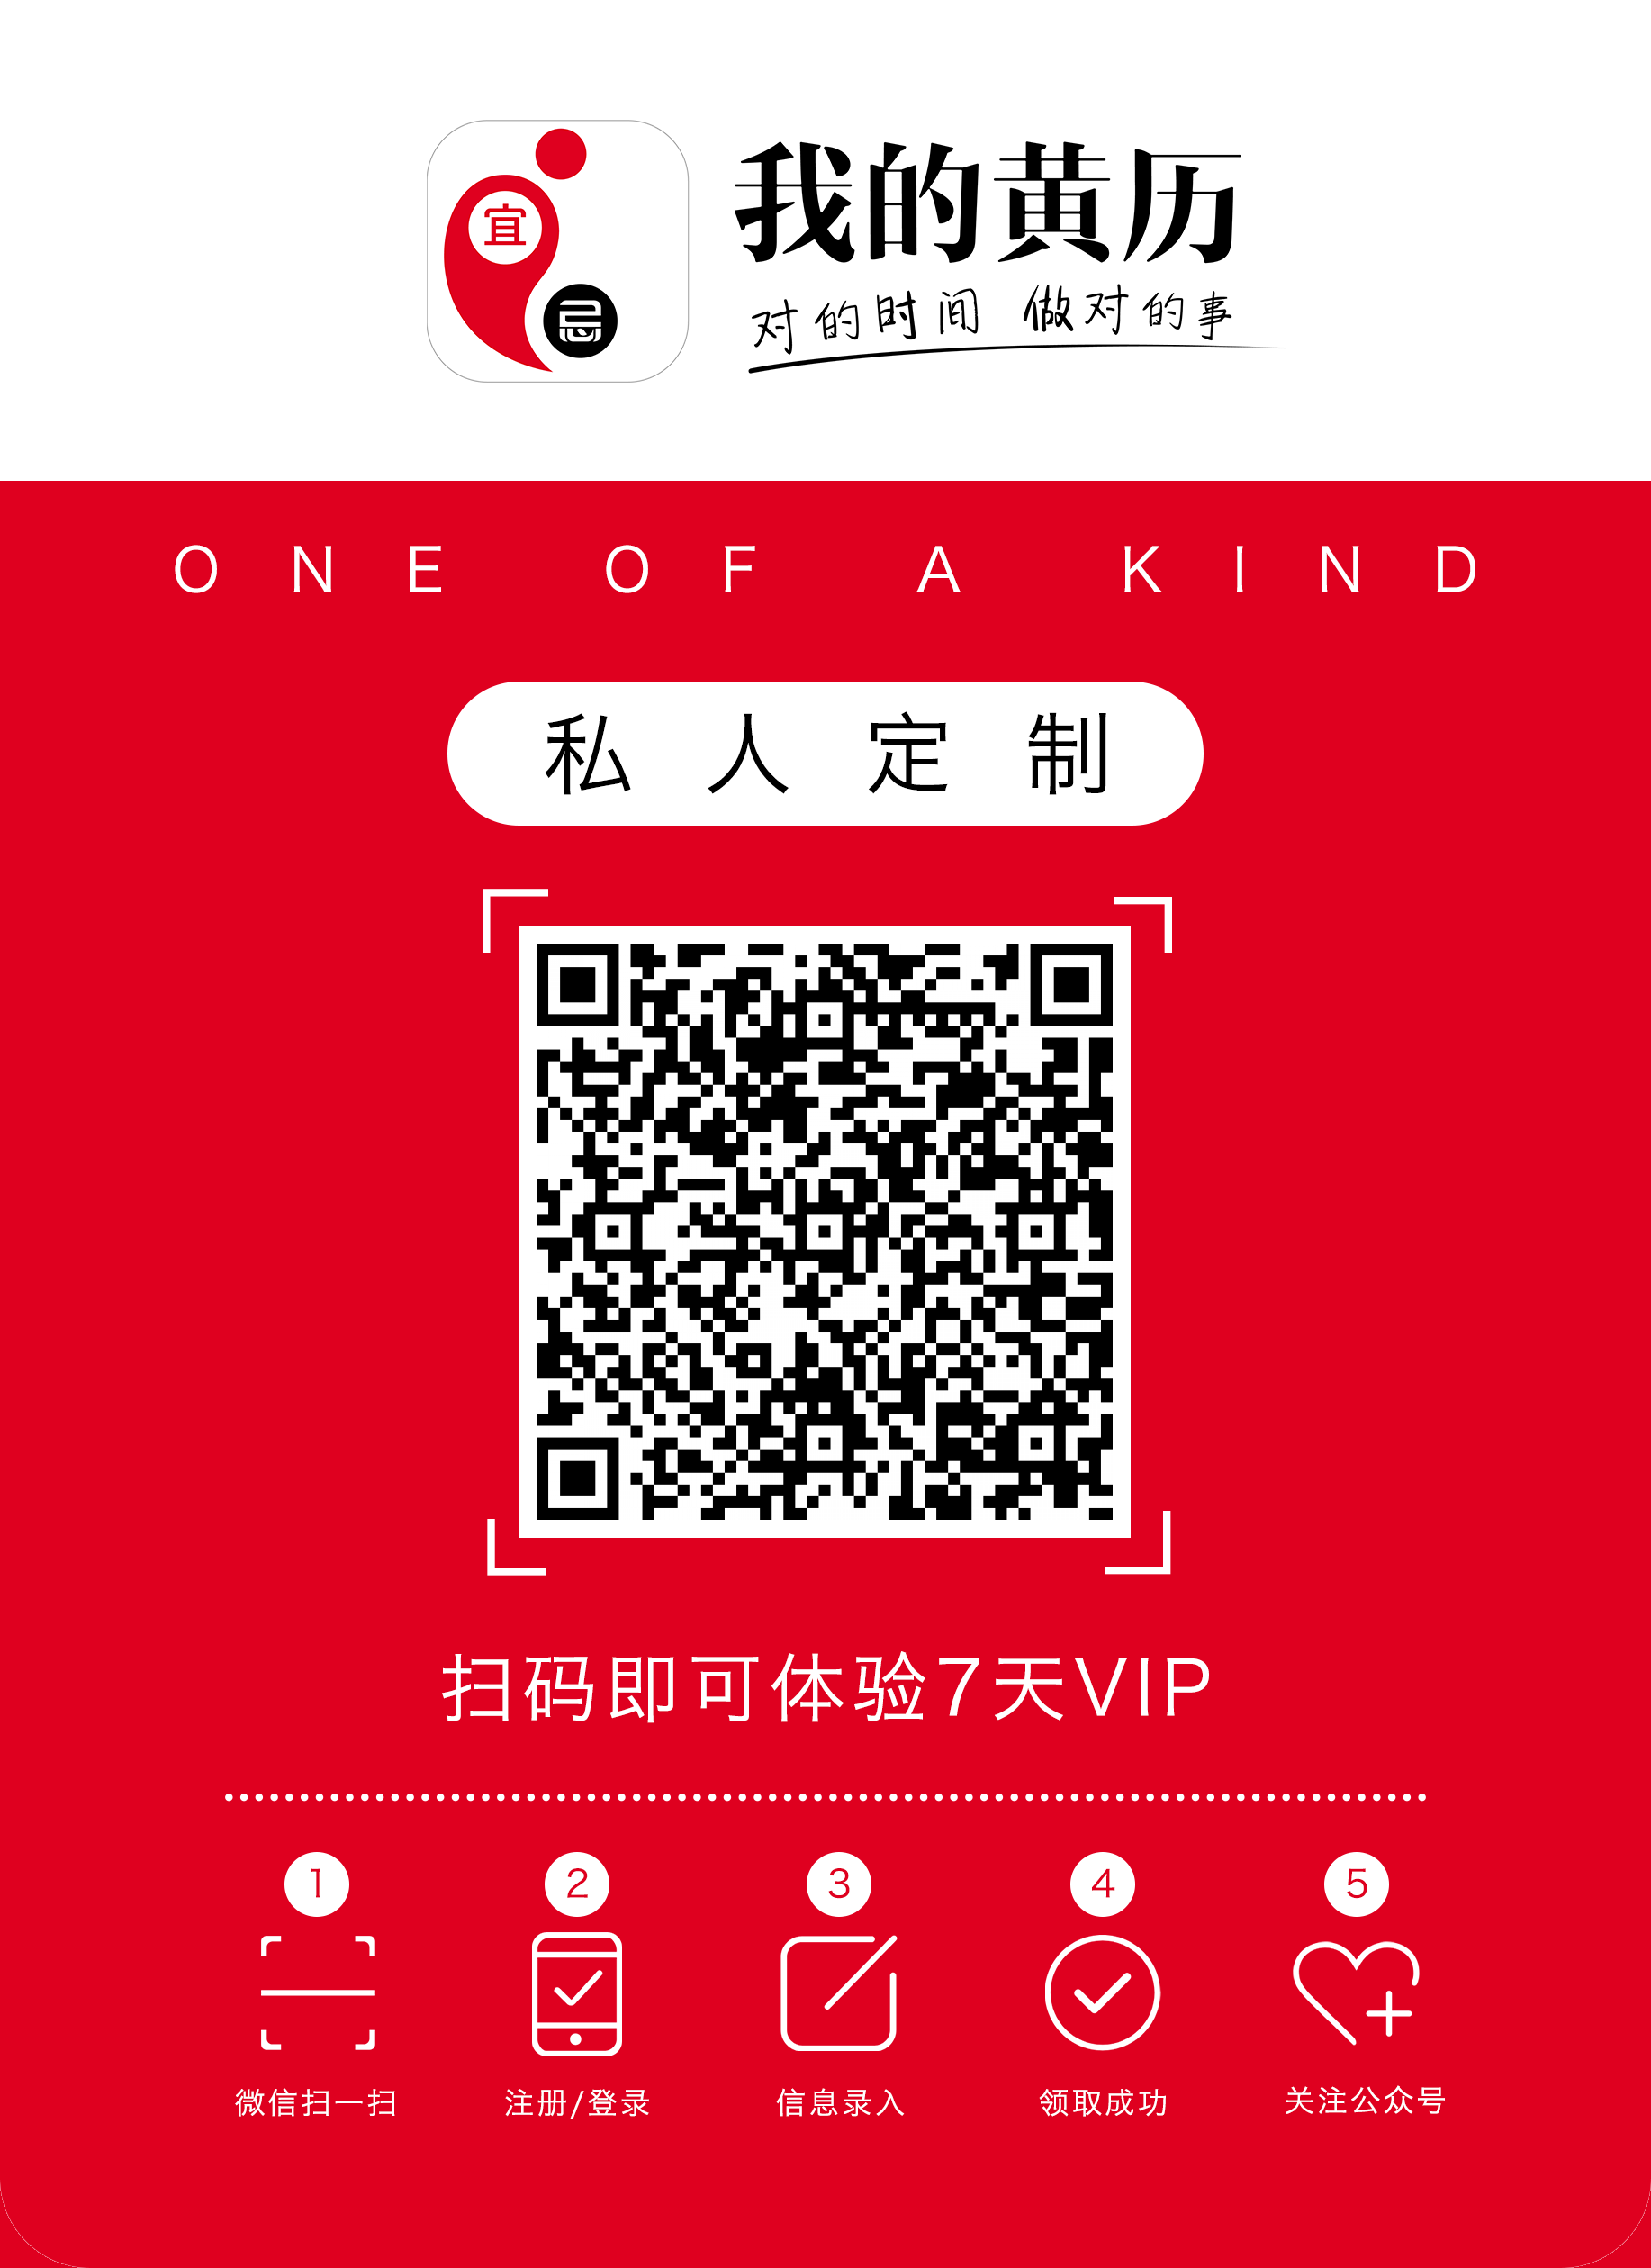 宜
忌
我的黄历
对的时间 做对的事
ONE OF A KIND
私人定制
扫码即可体验7天VIP
1 2 3 4 5
微信扫一扫 注册/登录 信息录入 领取成功 关注公众号